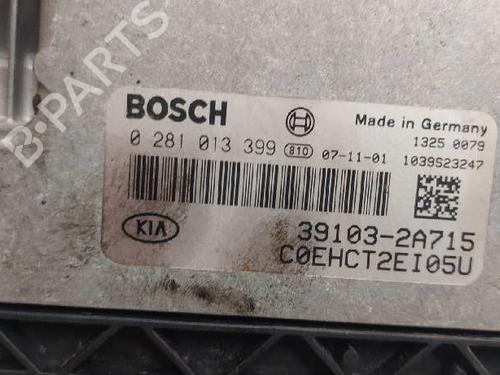 B-PARTS
BOSCH
Made in Germany
0 281 013 399 810 07-11-01
1325 0079
1039S23247
KIA
39103-2A715
C0EHCT2EI05U